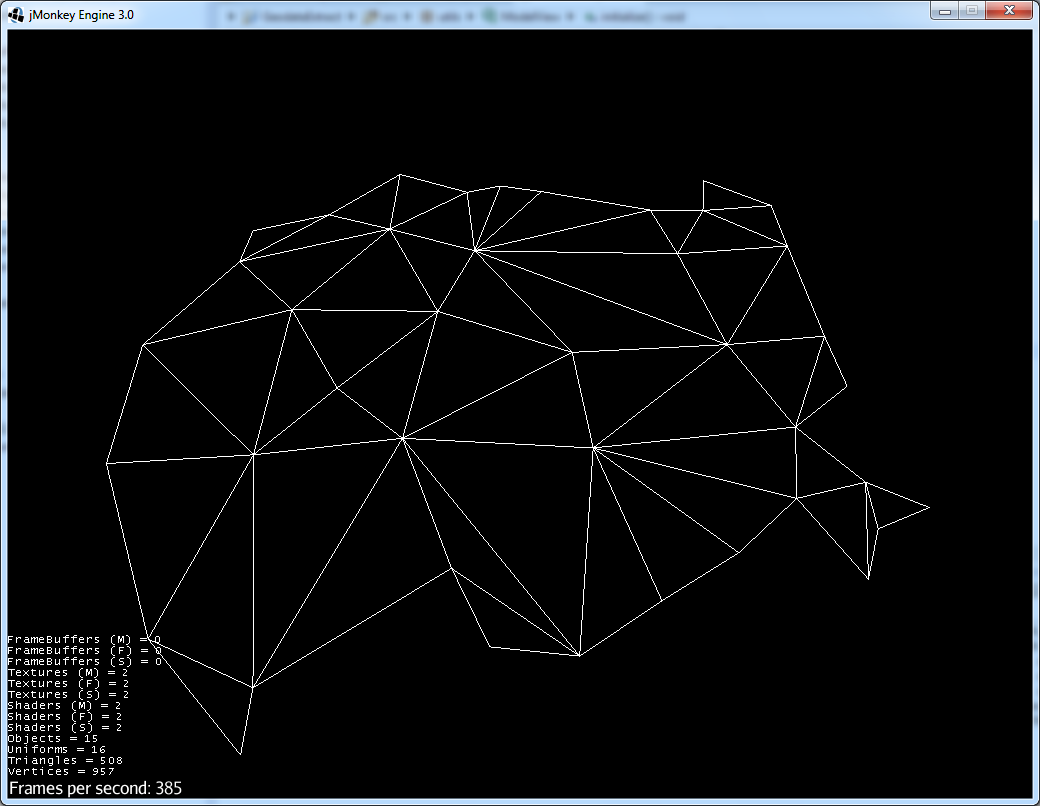 jMonkey Engine 3.0
FrameBuffers (M) = 0
FrameBuffers (F) = 0
FrameBuffers (S) = 0
Textures (M) = 2
Textures (F) = 2
Textures (S) = 2
Shaders (M) = 2
Shaders (F) = 2
Shaders (S) = 2
Objects = 15
Uniforms = 16
Triangles = 508
Vertices = 957
Frames per second: 385